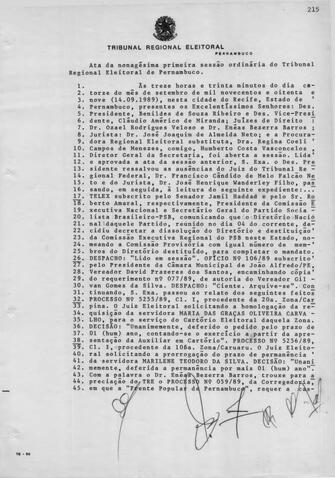 215
TRIBUNAL REGIONAL ELEITORAL
PERNAMBUCO
Ata da nonagésima primeira sessão ordinária do Tribunal
Regional Eleitoral de Pernambuco.
1. Às treze horas e trinta minutos do dia ca-
2. torze do mês de setembro de mil novecentos e oitenta e
3. nove (14.09.1989), nesta cidade do Recife, Estado de
4. Pernambuco, presentes os Excelentíssimos Senhores: Des.
5. Presidente, Benildes de Souza Ribeiro e Des. Vice-Presi
6. dente, Cláudio Américo de Miranda; Juízes de Direito :
7. Dr. Ozael Rodrigues Veloso e Dr. Enéas Bezerra Barros ;
8. Jurista: Dr. José Joaquim de Almeida Neto; e a Procura-
9. dora Regional Eleitoral substituta, Dra. Regina Coeli
10. Campos de Menezes, comigo, Humberto Costa Vasconcelos
11. Diretor Geral da Secretaria, foi aberta a sessão. Lida
12. e aprovada a ata da sessão anterior, S. Exa. o Des. Pre
13. sidente ressalvou as ausências do Juiz do Tribunal Re
14. gional Federal, Dr. Francisco Cândido de Melo Falcão Ne
15. to e do Jurista, Dr. José Henrique Wanderley Filho, pas
16. sando, em seguida, à leitura do seguinte expediente:...
17. TELEX subscrito pelo Senador Jamil Haddad e pelo Sr. Ro
18. berto Amaral, respectivamente, Presidente da Comissão E
19. xecutiva Regional e Secretário Geral do Partido Socia
20. lista Brasileiro-PSB, comunicando que o Diretório Nacio
21. nal daquele Partido, reunido no dia 04 do corrente, de-
22. cidiu decretar a dissolução do Diretório e destituição
23. da Comissão Executiva Regional do PSB neste Estado, no-
24. meando a Comissão Provisória com igual número de mem-
25. bros do Diretório destituído, para completar o mandato.
26. DESPACHO: "Lido em sessão". OFÍCIO Nº 106/89 subscrito
27. pelo Presidente da Câmara Municipal de João Alfredo/PE,
28. Vereador David Prazeres dos Santos, encaminhando cópia
29. do requerimento nº 077/89, de autoria do Vereador Gil -
30. van Gomes da Silva. DESPACHO: "Ciente. Arquive-se". Con
31. tinuando, S. Exa. passou ao relato dos seguintes feitos
32. PROCESSO Nº 5235/89, Cl. I, procedente da 20a. Zona/Car
33. pina. O Juiz Eleitoral solicitando a homologação da re-
34. quisição da servidora MARIA DAS GRAÇAS OLIVEIRA CARVA -
35. LHO, para o serviço do Cartório Eleitoral daquela Zona.
36. DECISÃO: "Unanimemente, deferido o pedido pelo prazo de
37. 01 (hum) ano, contando-se o exercício a partir da apre-
38. sentação da Auxiliar em Cartório". PROCESSO Nº 5256/89,
39. Cl. I, procedente da 106a. Zona/Caruaru. O Juiz Eleito-
40. ral solicitando a prorrogação do prazo de permanência
41. da servidora MARILENE TEODORO DA SILVA. DECISÃO: "Unani
42. memente, deferida a permanência por mais 01 (hum) ano".
43. Com a palavra o Dr. Enéas Bezerra Barros, trouxe para a
44. preciação do TRE o PROCESSO Nº 059/89, da Corregedoria,
45. em que a "Frente Popular de Pernambuco", requer a cas-